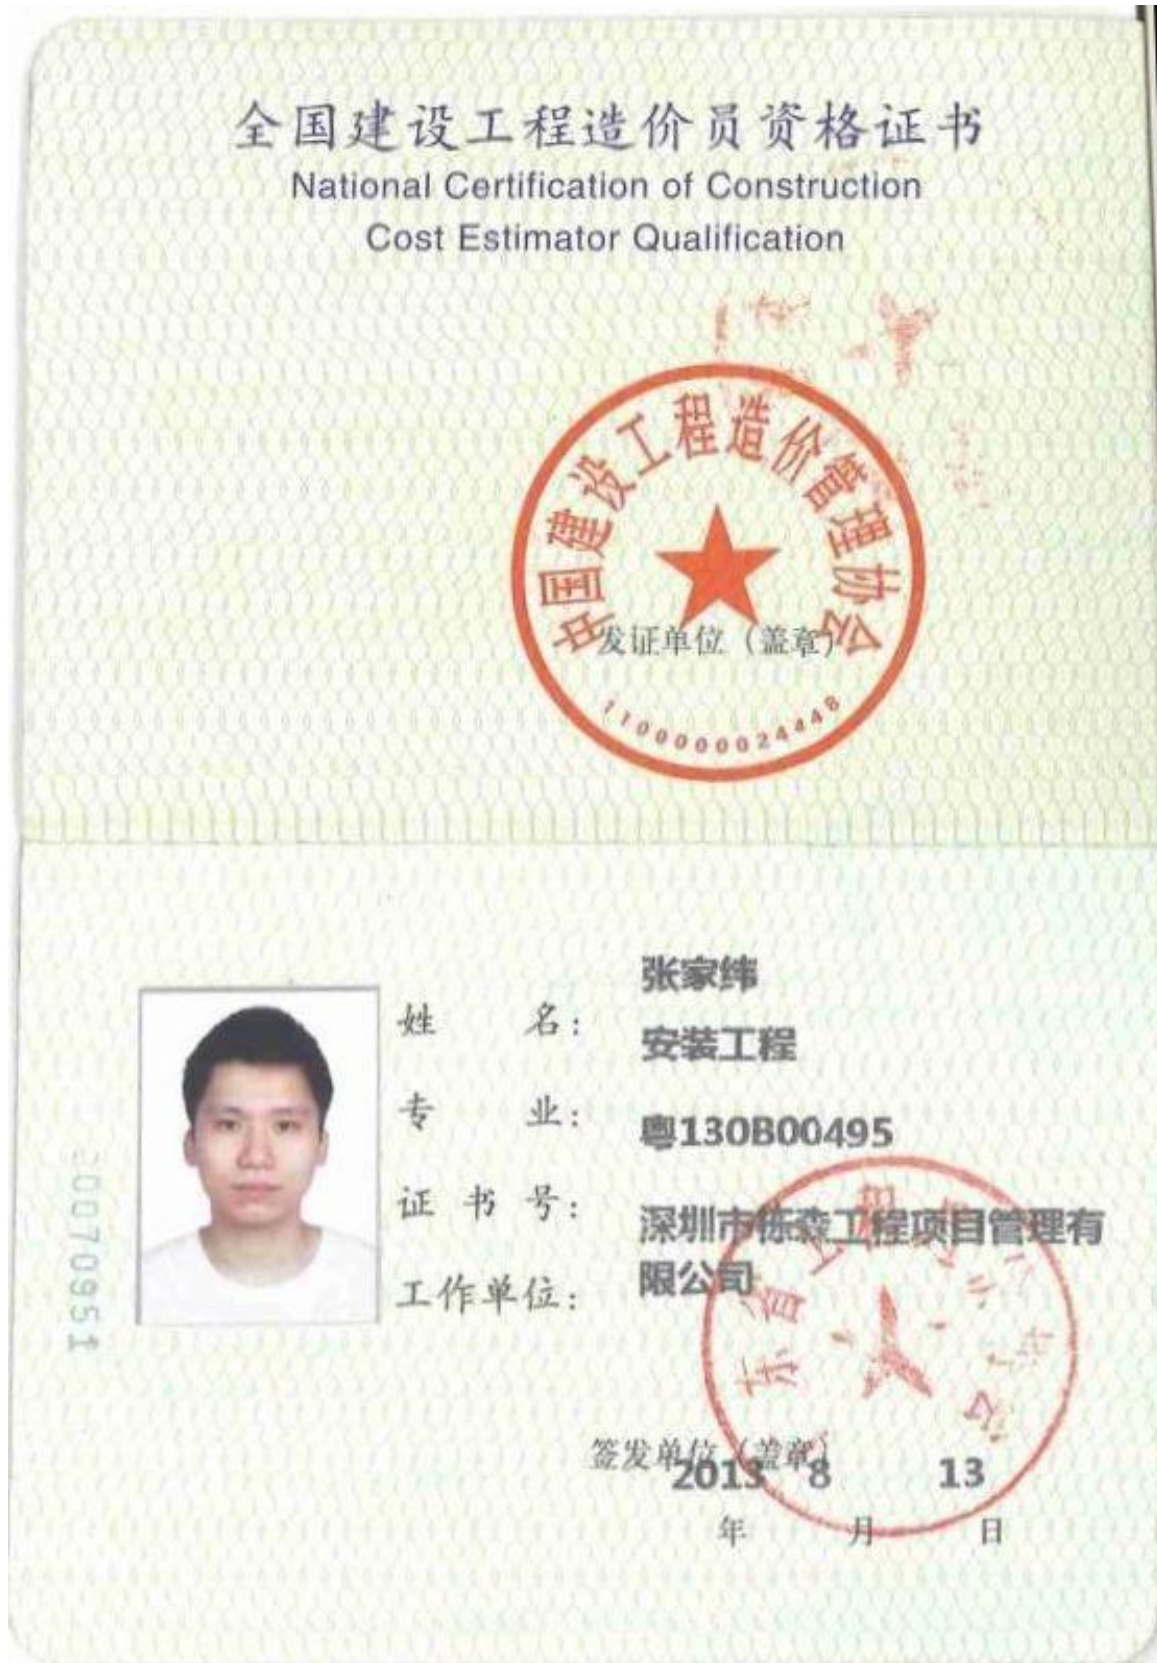 全国建设工程造价员资格证书
National Certification of Construction
Cost Estimator Qualification
中国建设工程造价管理协会
发证单位（盖章）
1100000024448
姓名：张家纬
专业：安装工程
证书号：粤130B00495
工作单位：深圳市栋森工程项目管理有
限公司
00709951
签发单位（盖章）
2013 8 13
年 月 日